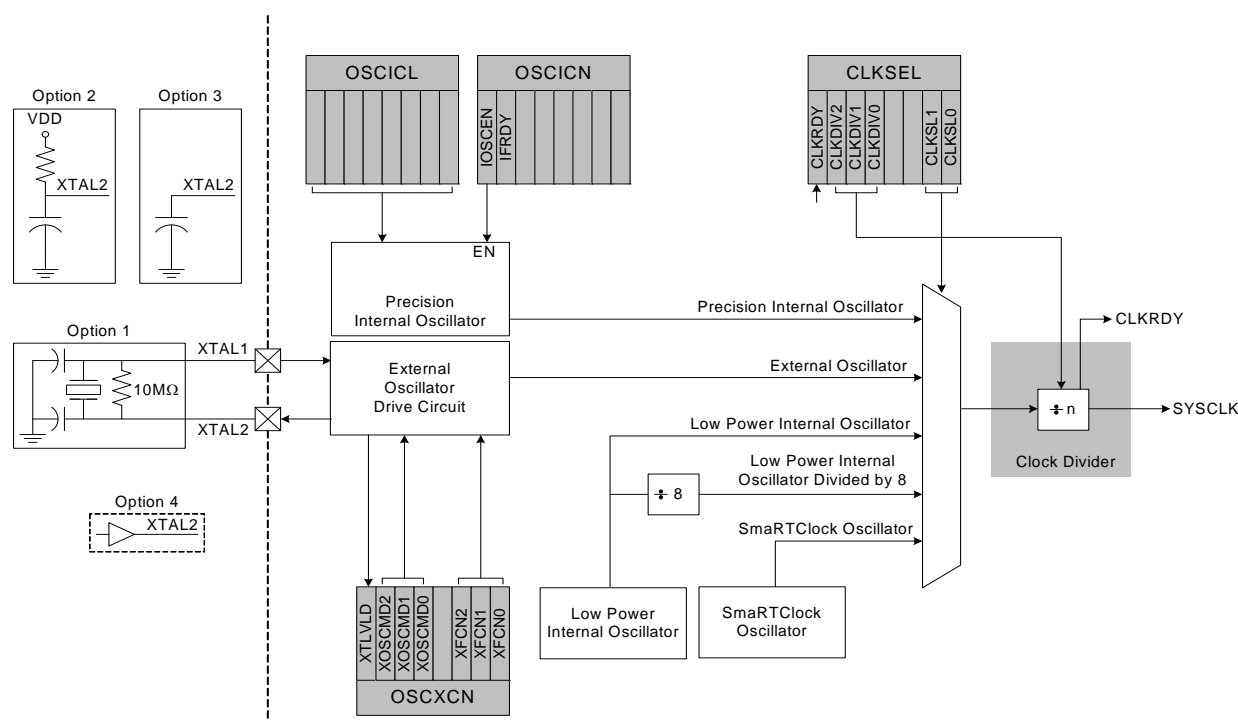 OSCICL
OSCICN
CLKSEL
IOSCEN
IFRDY
CLKRDY
CLKDIV2
CLKDIV1
CLKDIV0
CLKSL1
CLKSL0
Option 2
VDD
XTAL2
Option 3
XTAL2
EN
Precision
Internal Oscillator
Precision Internal Oscillator
CLKRDY
Option 1
10MΩ
XTAL1
XTAL2
External
Oscillator
Drive Circuit
External Oscillator
÷ n
SYSCLK
Clock Divider
Low Power Internal Oscillator
Low Power Internal
Oscillator Divided by 8
÷ 8
SmaRTClock Oscillator
Option 4
XTAL2
XTLVLD
XOSCMD2
XOSCMD1
XOSCMD0
XFCN2
XFCN1
XFCN0
OSCXCN
Low Power
Internal Oscillator
SmaRTClock
Oscillator